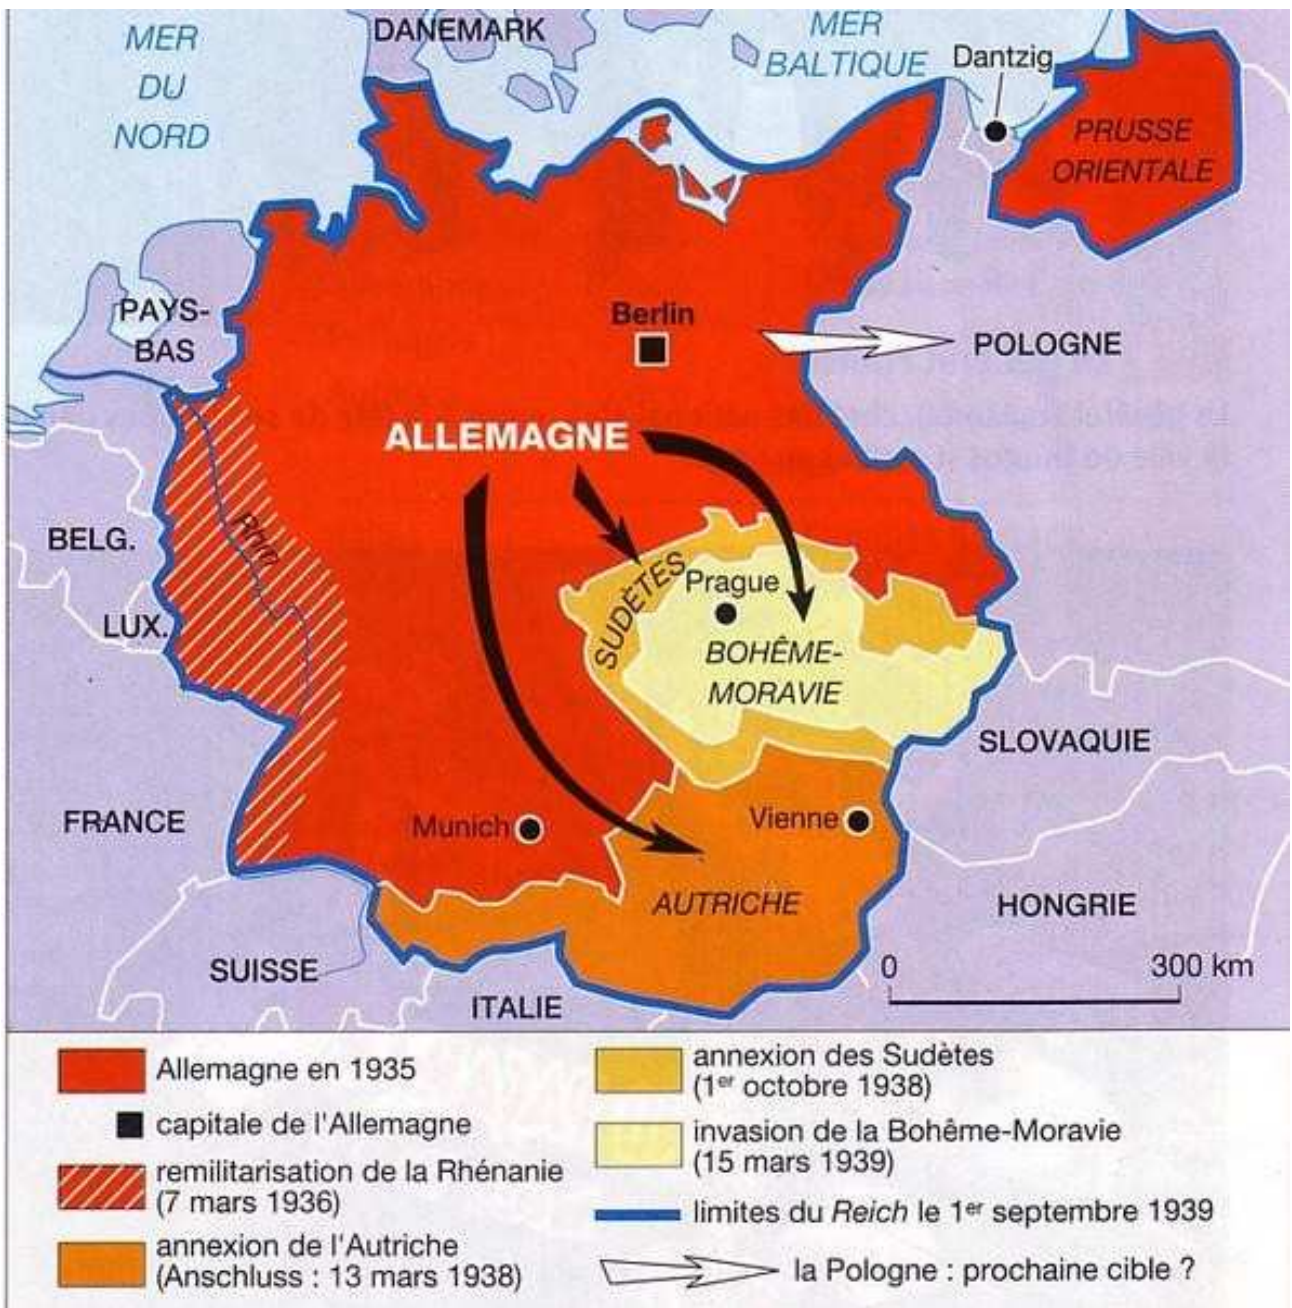 MER
DU
NORD
DANEMARK
MER
BALTIQUE
Dantzig
PRUSSE
ORIENTALE
PAYS-
BAS
Berlin
POLOGNE
ALLEMAGNE
BELG.
Rhin
SUDÈTES
Prague
LUX.
BOHÊME-
MORAVIE
SLOVAQUIE
FRANCE
Munich
Vienne
AUTRICHE
HONGRIE
SUISSE
ITALIE
0 300 km
Allemagne en 1935
capitale de l'Allemagne
remilitarisation de la Rhénanie
(7 mars 1936)
annexion de l'Autriche
(Anschluss : 13 mars 1938)
annexion des Sudètes
(1er octobre 1938)
invasion de la Bohême-Moravie
(15 mars 1939)
limites du Reich le 1er septembre 1939
la Pologne : prochaine cible ?